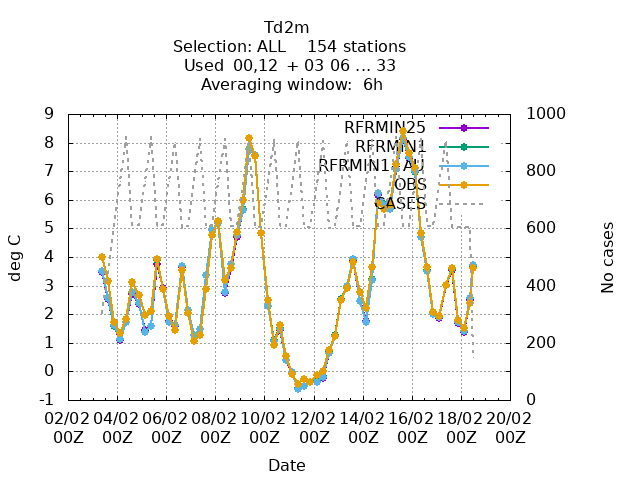 Td2m
Selection: ALL    154 stations
Used  00,12  + 03 06 ... 33
Averaging window:  6h
9
8
7
6
5
4
3
2
1
0
-1
1000
800
600
400
200
0
RFRMIN25
RFRMIN1
RFRMIN1_AU
OBS
CASES
deg C
No cases
02/02 04/02 06/02 08/02 10/02 12/02 14/02 16/02 18/02 20/02
00Z 00Z 00Z 00Z 00Z 00Z 00Z 00Z 00Z 00Z
Date